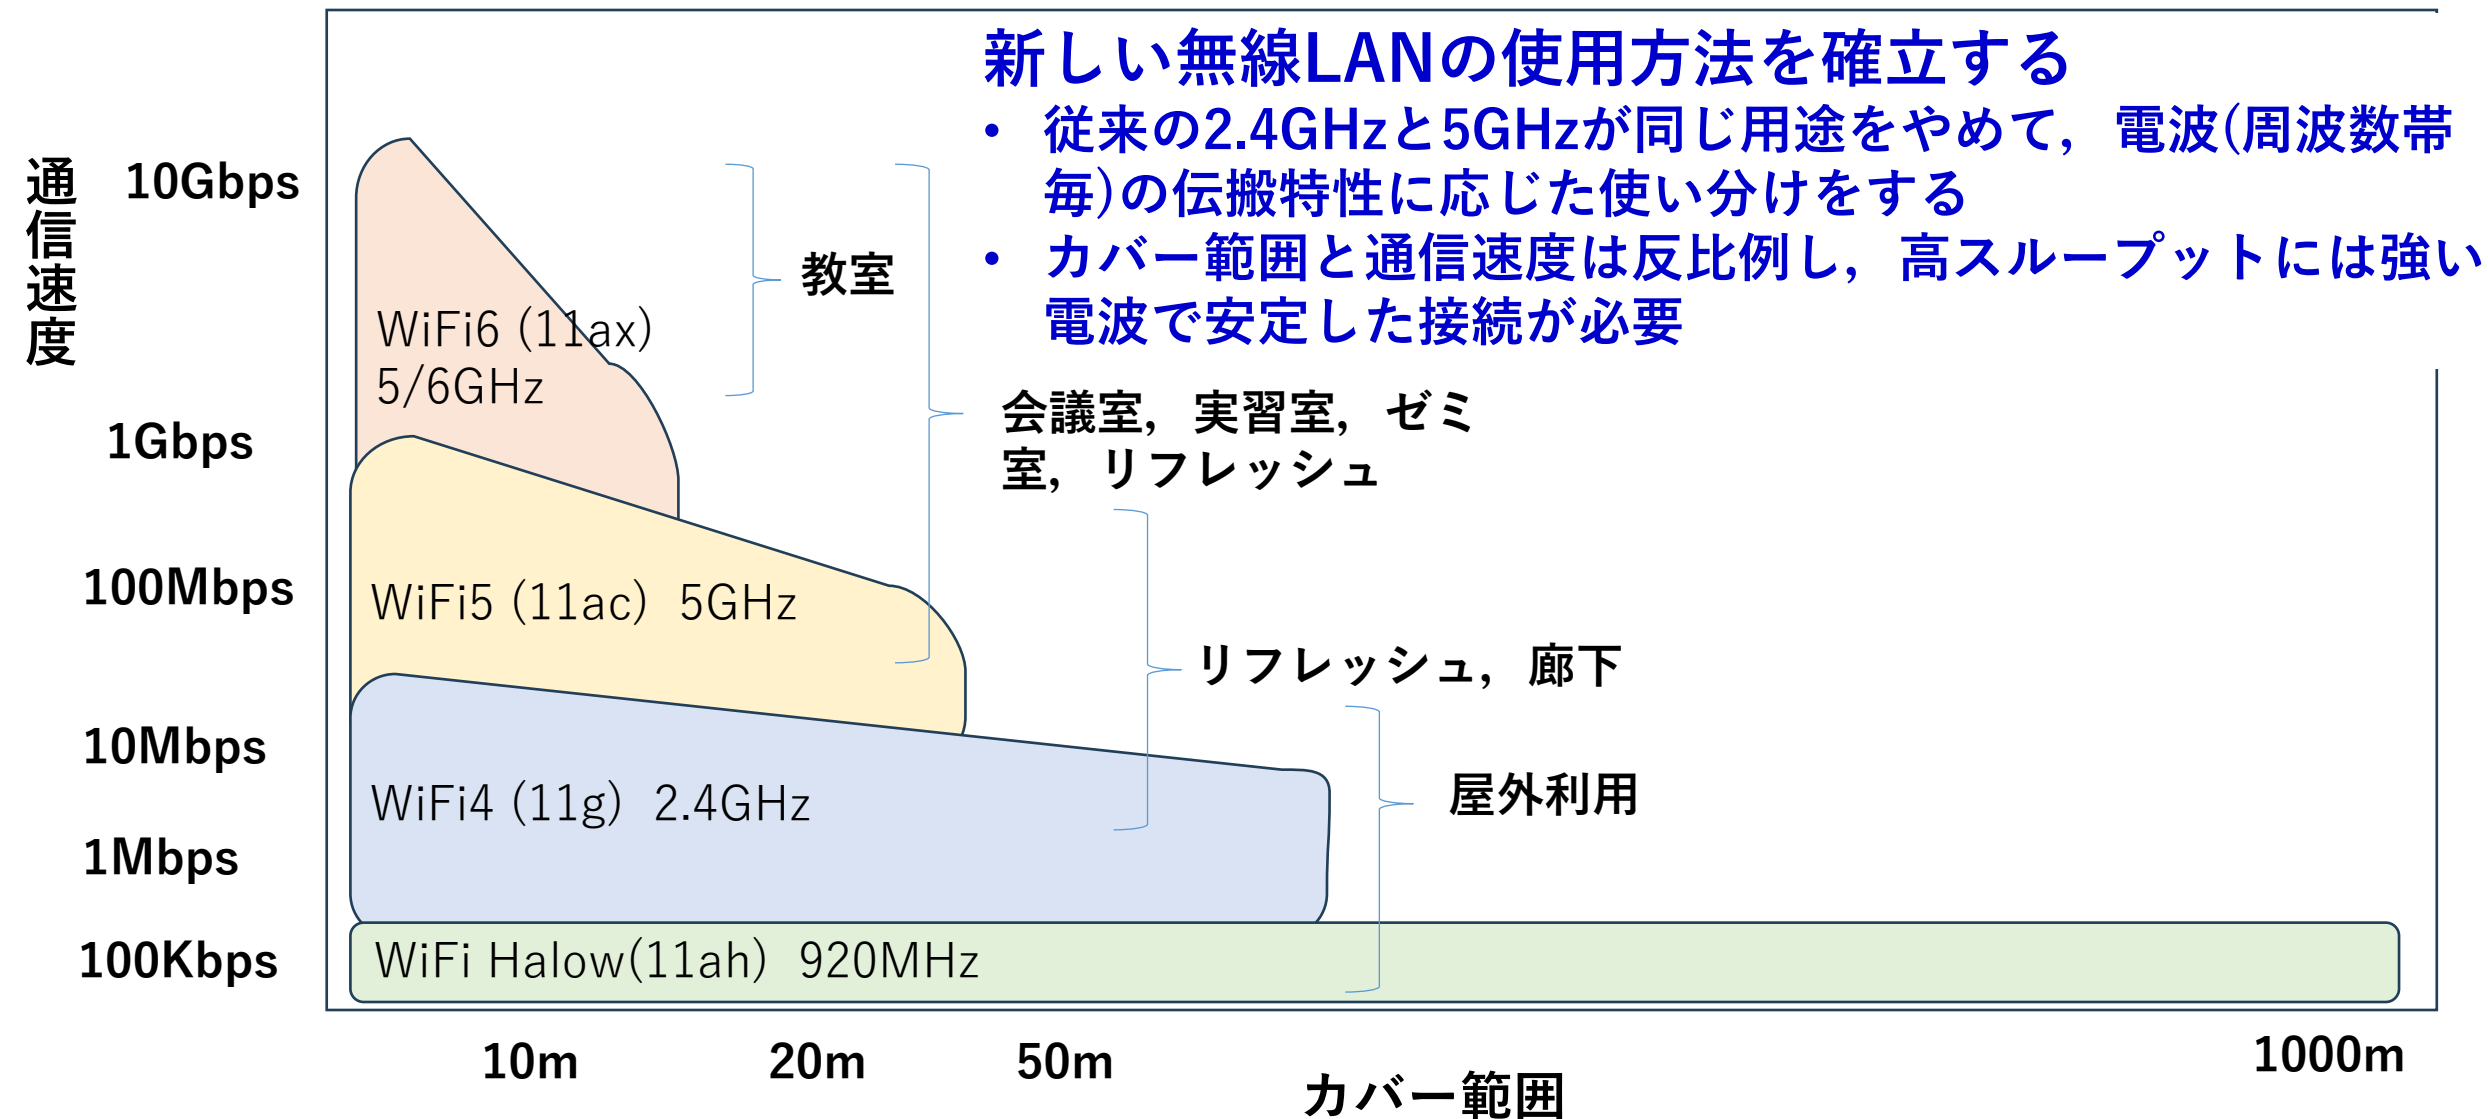 新しい無線LANの使用方法を確立する
• 従来の2.4GHzと5GHzが同じ用途をやめて，電波(周波数帯
毎)の伝搬特性に応じた使い分けをする
• カバー範囲と通信速度は反比例し，高スループットには強い
電波で安定した接続が必要
通信速度
10Gbps
1Gbps
100Mbps
10Mbps
1Mbps
100Kbps
WiFi6 (11ax)
5/6GHz
教室
会議室，実習室，ゼミ
室，リフレッシュ
WiFi5 (11ac) 5GHz
リフレッシュ，廊下
WiFi4 (11g) 2.4GHz
屋外利用
WiFi Halow(11ah) 920MHz
10m
20m
50m
1000m
カバー範囲